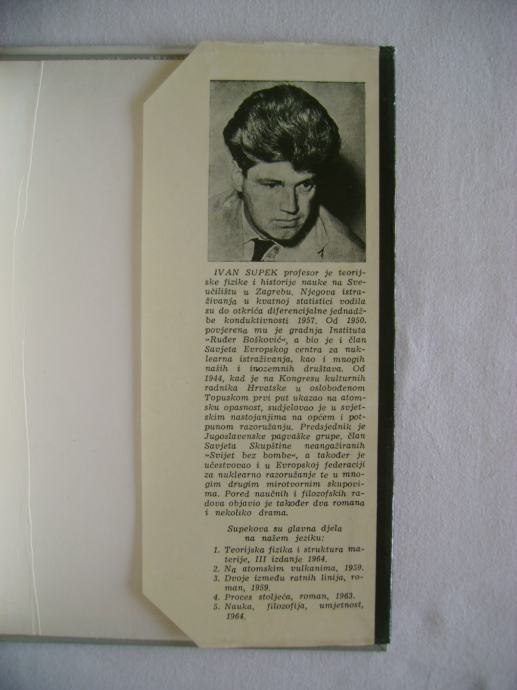 IVAN SUPEK profesor je teorij-
ske fizike i historije nauke na Sve-
učilištu u Zagrebu. Njegova istra-
živanja u kvatnoj statistici vodila
su do otkrića diferencijalne jednadž-
be konduktivnosti 1957. Od 1950.
povjerena mu je gradnja Instituta
»Ruđer Bošković«, a bio je i član
Savjeta Evropskog centra za nuk-
learna istraživanja, kao i mnogih
naših i inozemnih društava. Od
1944, kad je na Kongresu kulturnih
radnika Hrvatske u oslobođenom
Topuskom prvi put ukazao na atom-
sku opasnost, sudjelovao je u svjet-
skim nastojanjima na općem i pot-
punom razoružanju. Predsjednik je
Jugoslavenske pagvaške grupe, član
Savjeta Skupštine neangažiranih
»Svijet bez bombe«, a također je
učestvovao i u Evropskoj federaciji
za nuklearno razoružanje te u mno-
gim drugim mirotvornim skupovi-
ma. Pored naučnih i filozofskih ra-
dova objavio je također dva romana
i nekoliko drama.
Supekova su glavna djela
na našem jeziku:
1. Teorijska fizika i struktura ma-
terije, III izdanje 1964.
2. Na atomskim vulkanima, 1959.
3. Dvoje između ratnih linija, ro-
man, 1959.
4. Proces stoljeća, roman, 1963.
5. Nauka, filozofija, umjetnost,
1964.